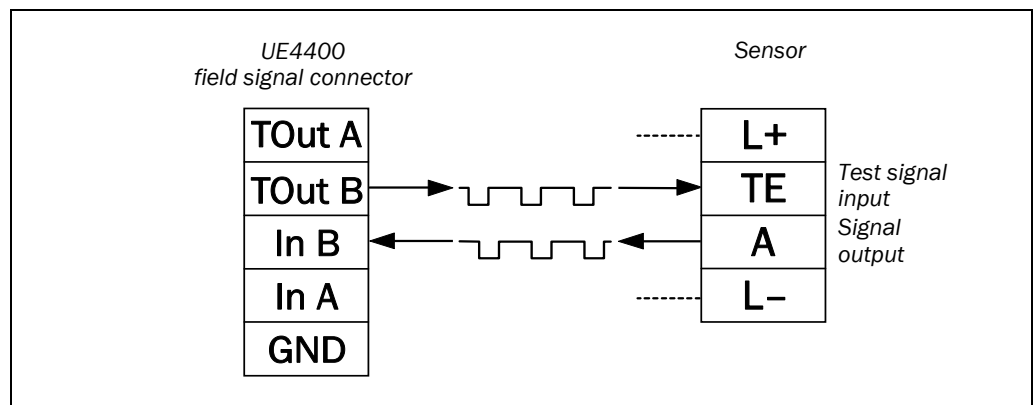 UE4400
field signal connector
Sensor
TOut A
TOut B
In B
In A
GND
L+
TE
A
L−
Test signal
input
Signal
output